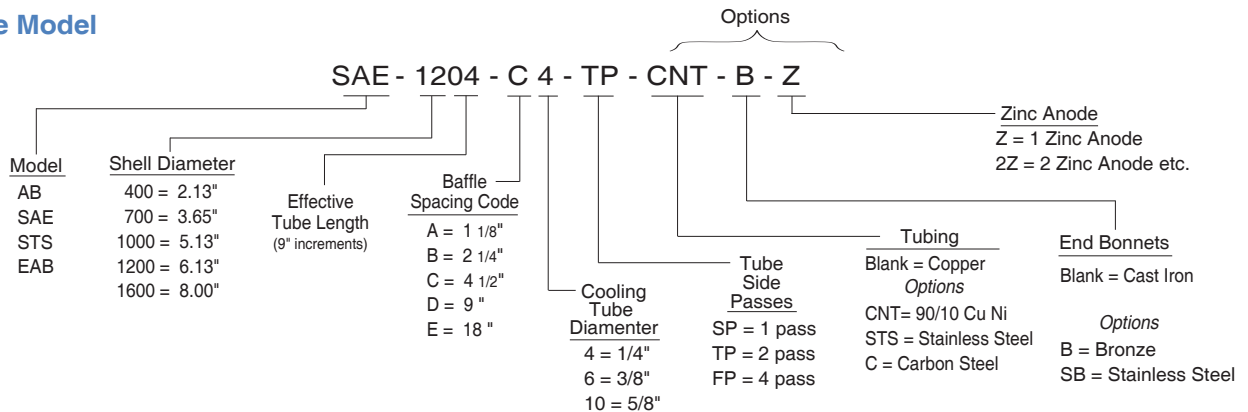 e Model
Options
SAE - 1204 - C 4 - TP - CNT - B - Z
Model
AB
SAE
STS
EAB
Shell Diameter
400 = 2.13"
700 = 3.65"
1000 = 5.13"
1200 = 6.13"
1600 = 8.00"
Effective
Tube Length
(9" increments)
Baffle
Spacing Code
A = 1 1/8"
B = 2 1/4"
C = 4 1/2"
D = 9 "
E = 18 "
Cooling
Tube
Diamenter
4 = 1/4"
6 = 3/8"
10 = 5/8"
Tube
Side
Passes
SP = 1 pass
TP = 2 pass
FP = 4 pass
Tubing
Blank = Copper
Options
CNT= 90/10 Cu Ni
STS = Stainless Steel
C = Carbon Steel
End Bonnets
Blank = Cast Iron
Options
B = Bronze
SB = Stainless Steel
Zinc Anode
Z = 1 Zinc Anode
2Z = 2 Zinc Anode etc.